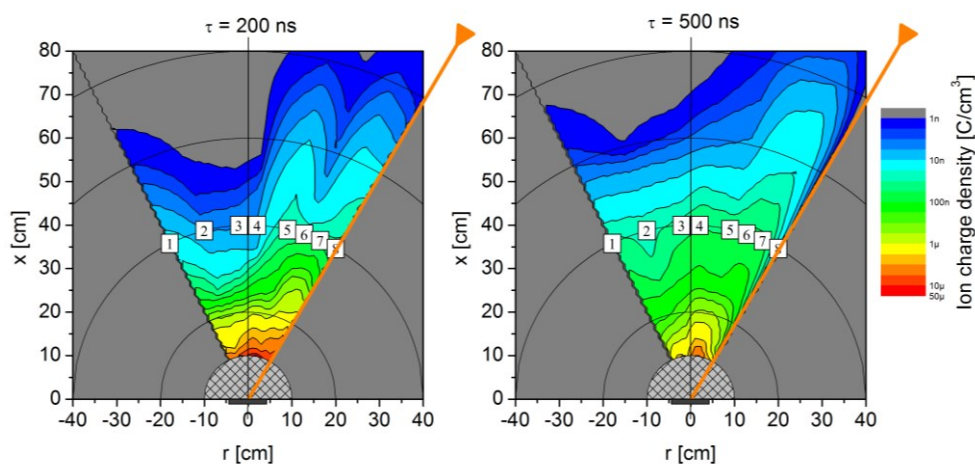 τ = 200 ns
τ = 500 ns
80
70
60
50
40
30
20
10
0
x [cm]
-40 -30 -20 -10 0 10 20 30 40
r [cm]
1 2 3 4 5 6 7 8
80
70
60
50
40
30
20
10
0
x [cm]
-40 -30 -20 -10 0 10 20 30 40
r [cm]
1 2 3 4 5 6 7 8
1n
10n
100n
1µ
10µ
50µ
Ion charge density [C/cm³]